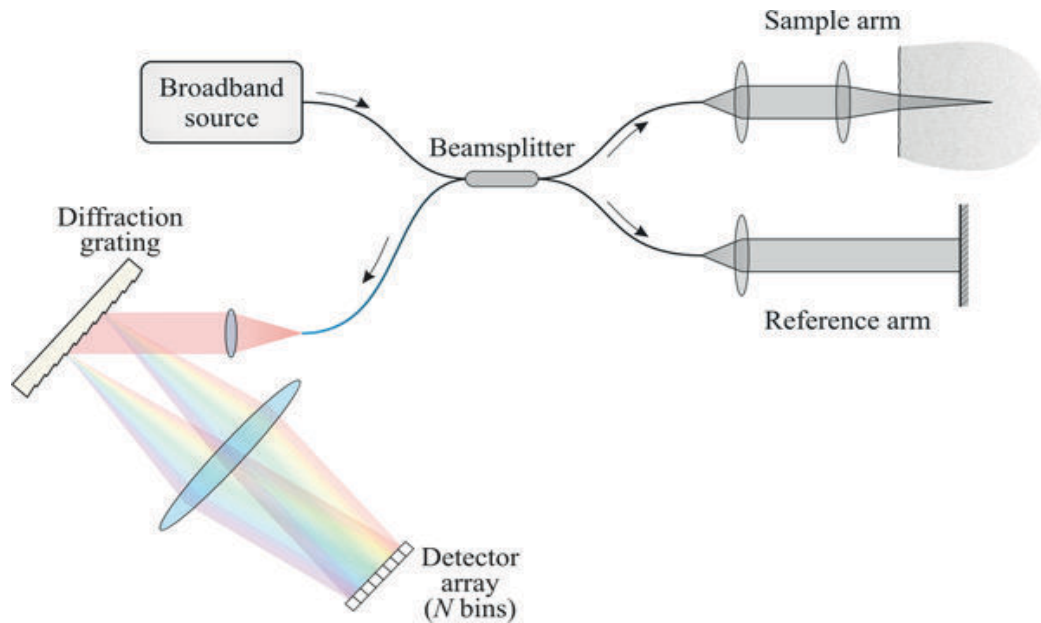 Sample arm
Broadband
source
Beamsplitter
Diffraction
grating
Reference arm
Detector
array
(N bins)